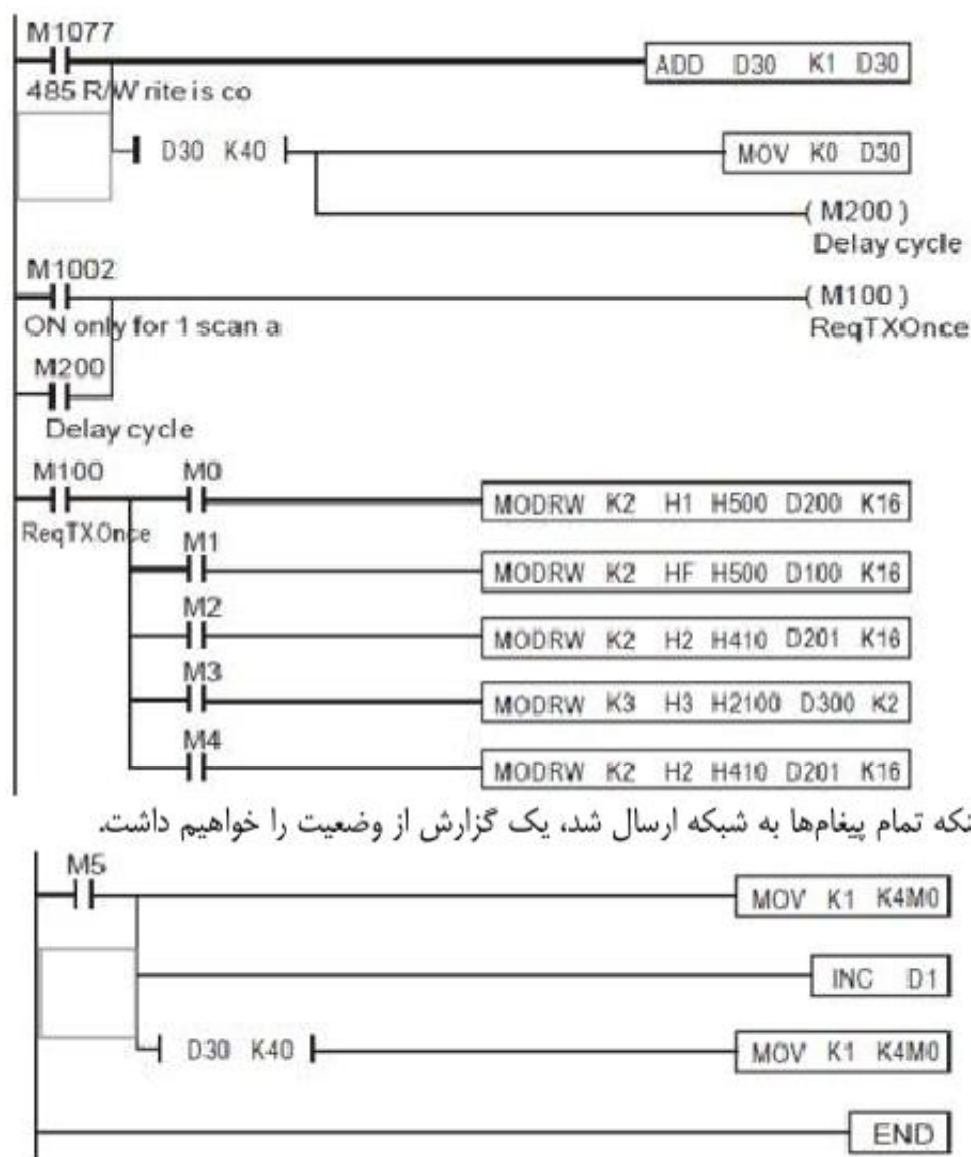 M1077
ADD D30 K1 D30
485 R/W rite is co
D30 K40
MOV K0 D30
( M200 )
Delay cycle
M1002
( M100 )
ON only for 1 scan a
ReqTXOnce
M200
Delay cycle
M100 M0
MODRW K2 H1 H500 D200 K16
ReqTXOnce
M1
MODRW K2 HF H500 D100 K16
M2
MODRW K2 H2 H410 D201 K16
M3
MODRW K3 H3 H2100 D300 K2
M4
MODRW K2 H2 H410 D201 K16
نکه تمام پیغام‌ها به شبکه ارسال شد، یک گزارش از وضعیت را خواهیم داشت.
M5
MOV K1 K4M0
INC D1
D30 K40
MOV K1 K4M0
END